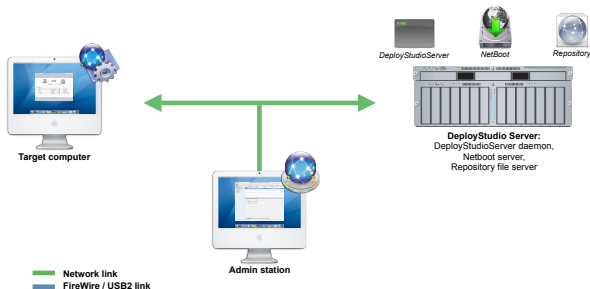 DeployStudioServer
NetBoot
Repository
Target computer
DeployStudio Server:
DeployStudioServer daemon,
Netboot server,
Repository file server
Admin station
Network link
FireWire / USB2 link